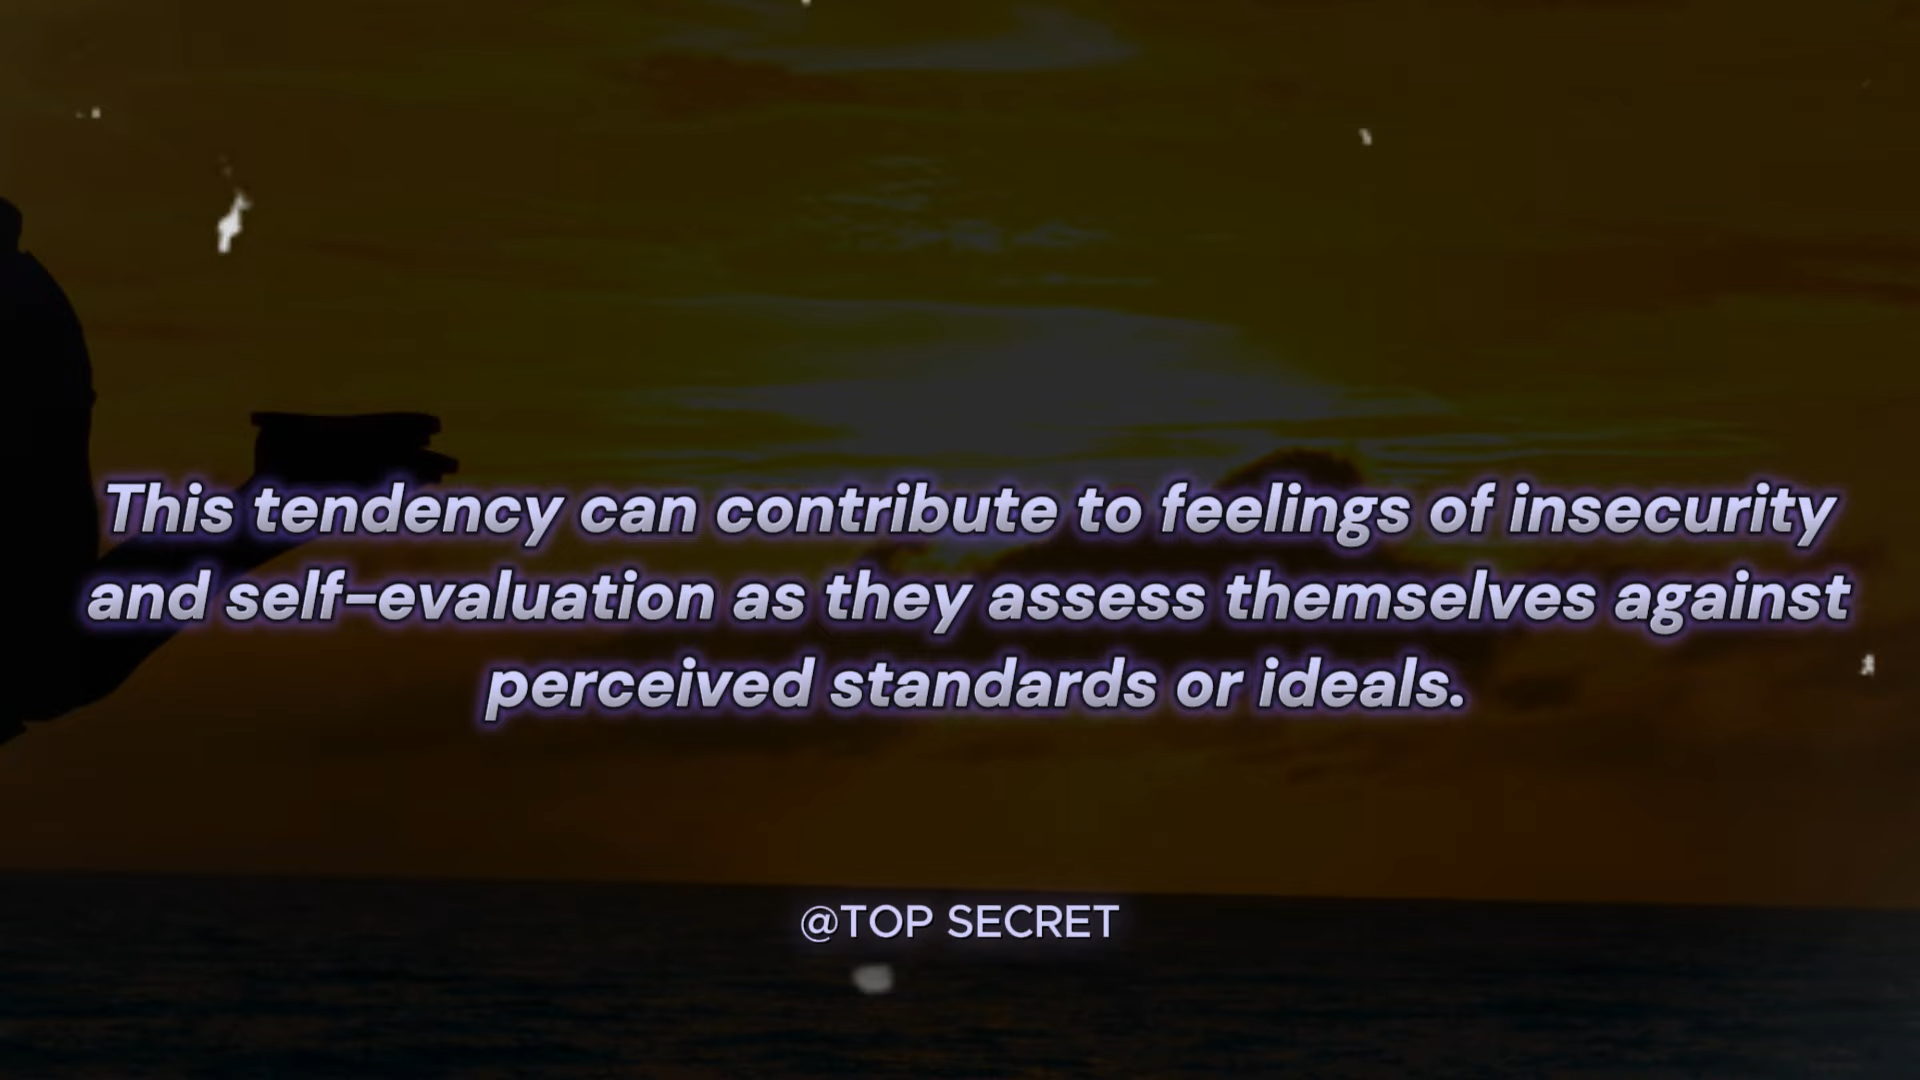 This tendency can contribute to feelings of insecurity
and self-evaluation as they assess themselves against
perceived standards or ideals.
@TOP SECRET